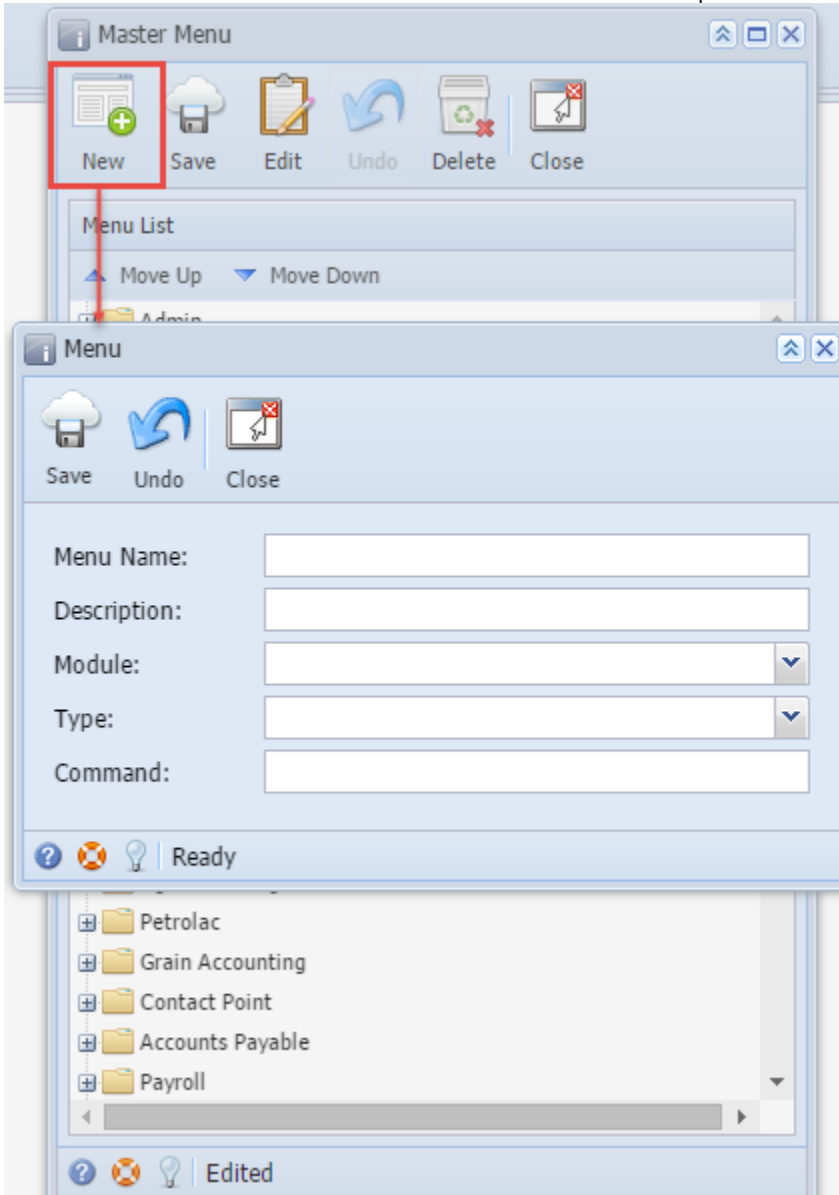 Master Menu
New Save Edit Undo Delete Close
Menu List
Move Up Move Down
Admin
Menu
Save Undo Close
Menu Name:
Description:
Module:
Type:
Command:
Ready
Petrolac
Grain Accounting
Contact Point
Accounts Payable
Payroll
Edited